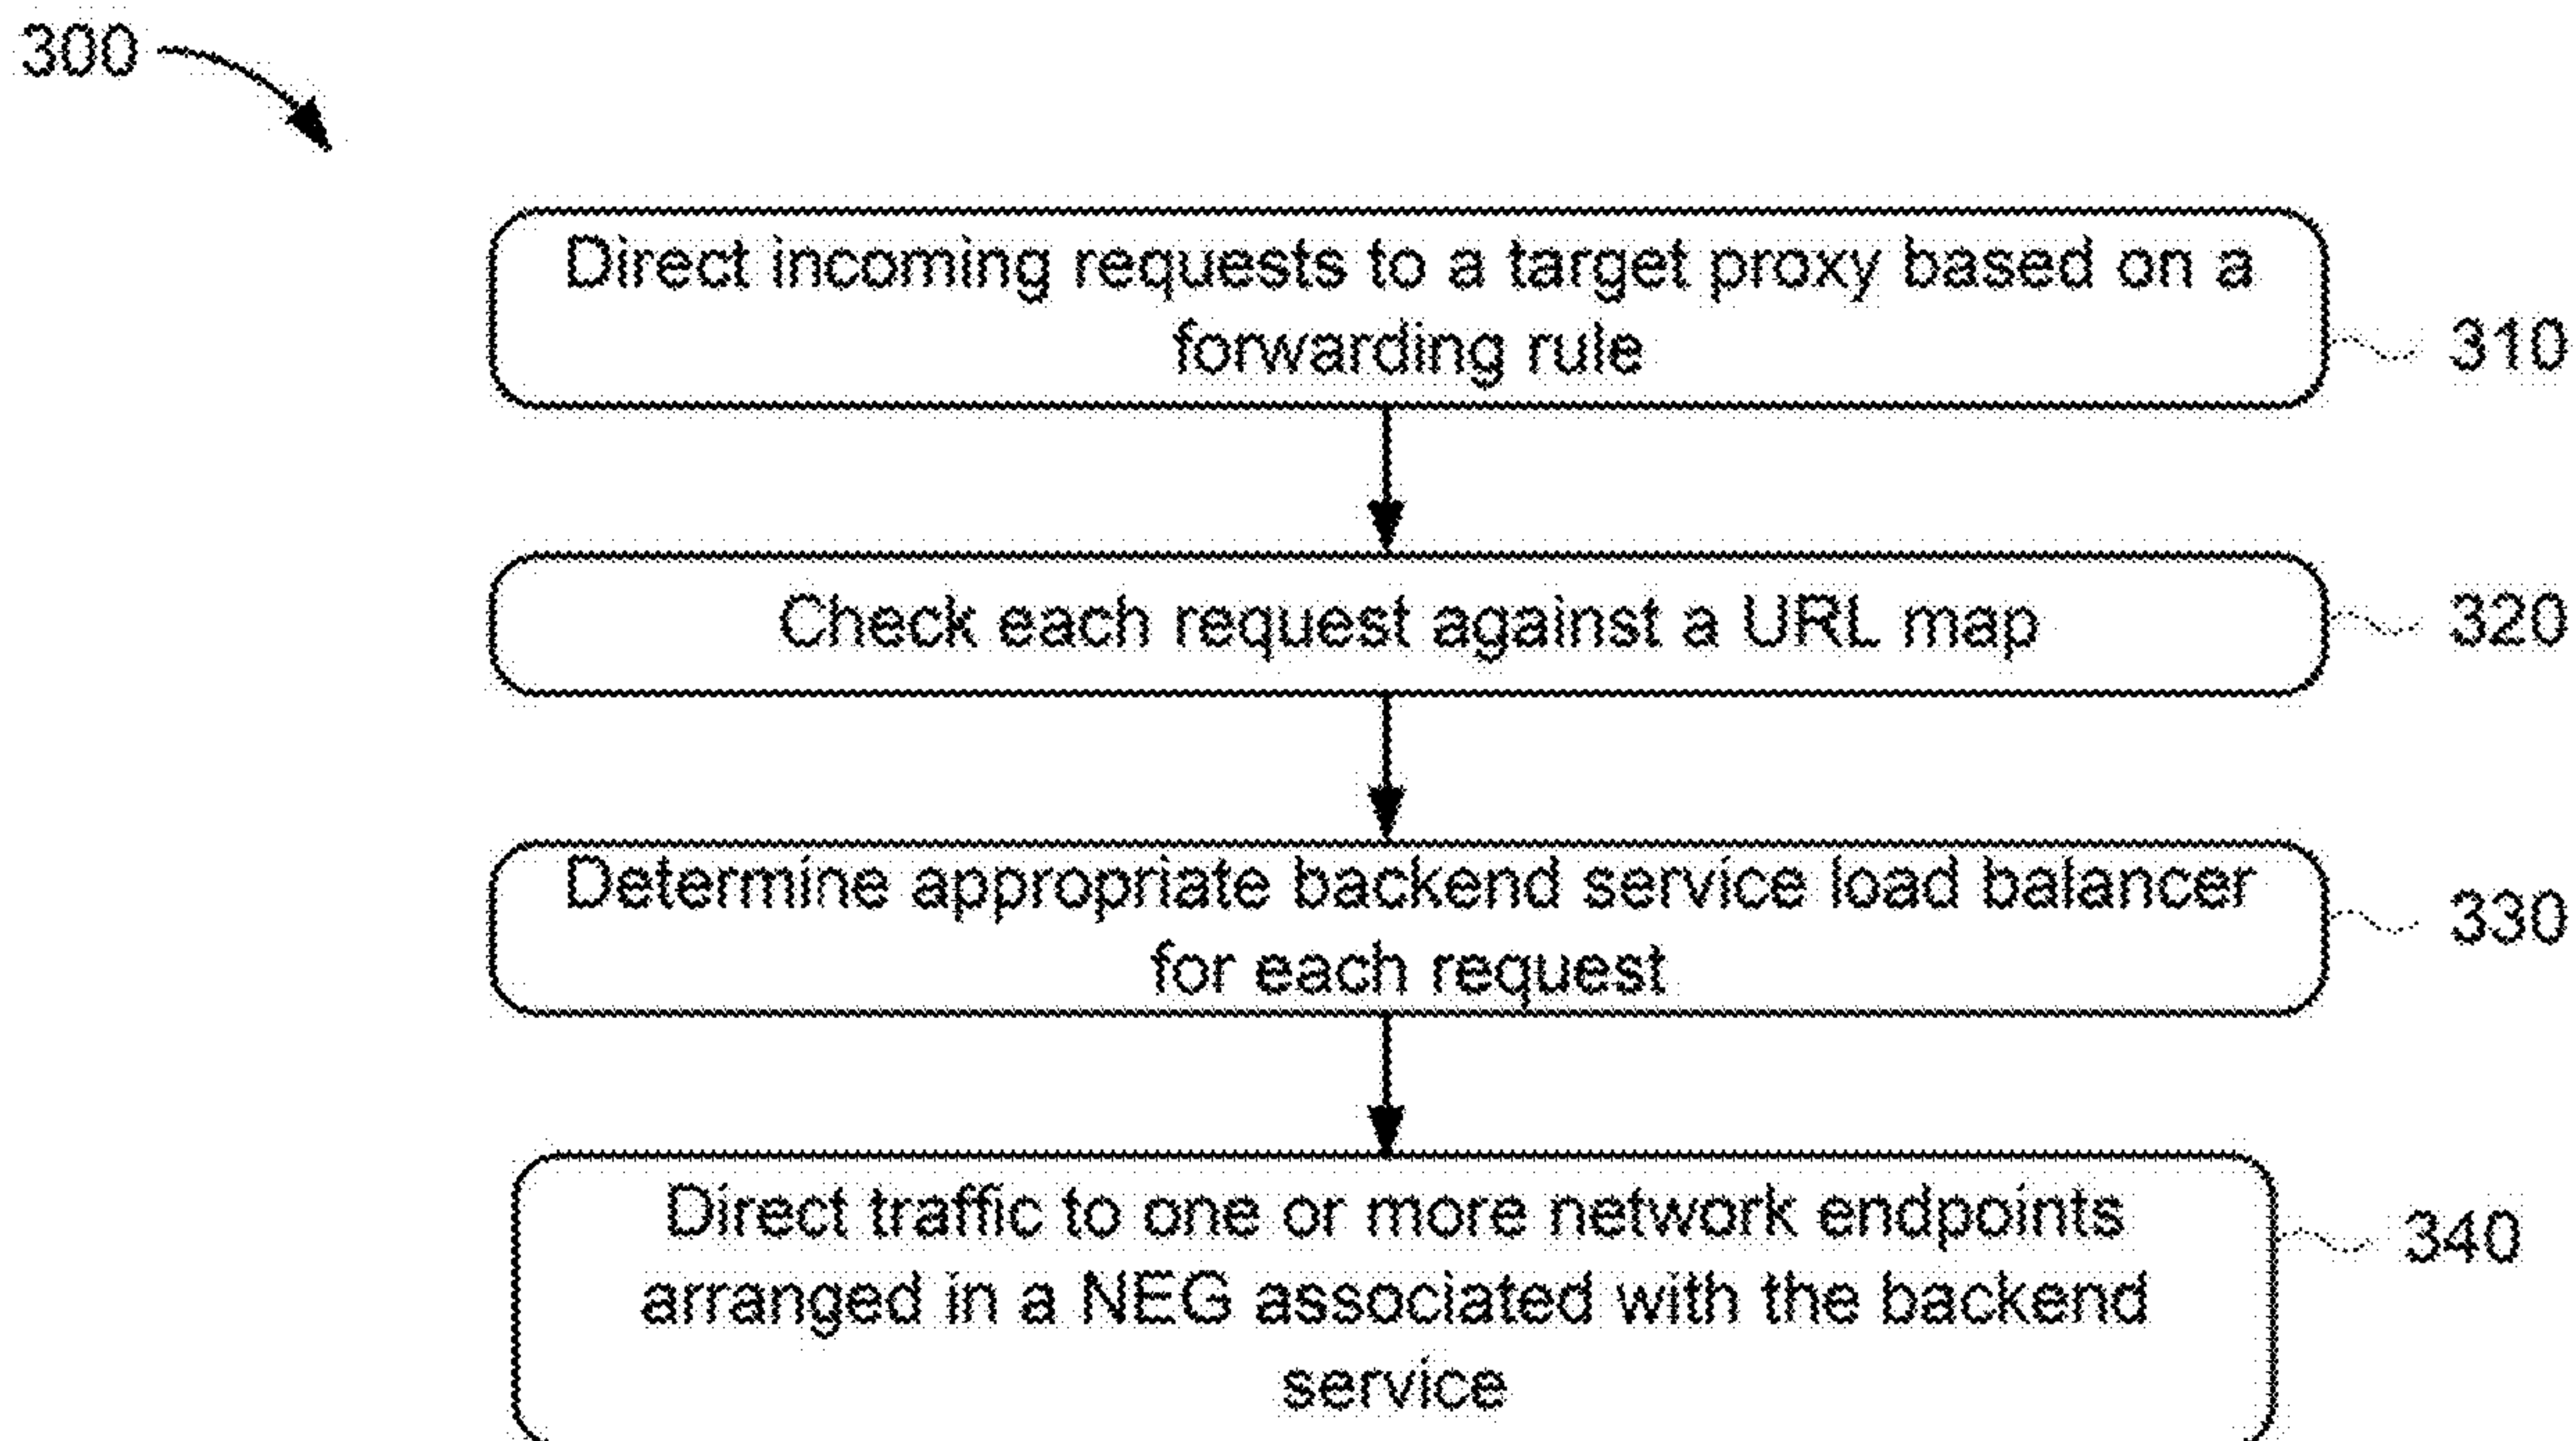 300
Direct incoming requests to a target proxy based on a
forwarding rule
310
Check each request against a URL map
320
Determine appropriate backend service load balancer
for each request
330
Direct traffic to one or more network endpoints
arranged in a NEG associated with the backend
service
340